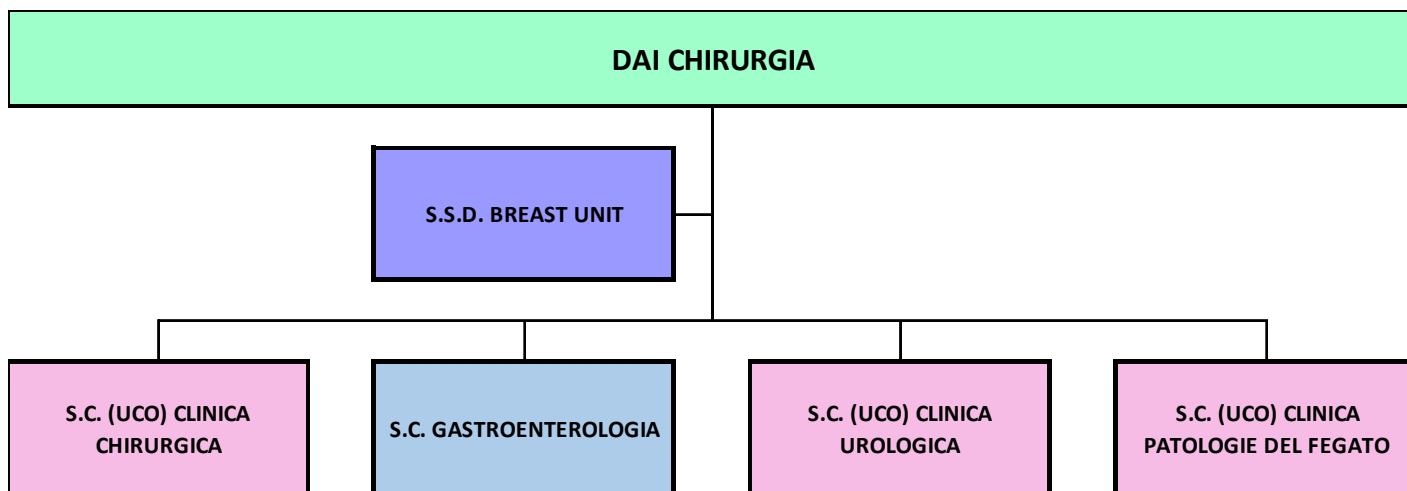 DAI CHIRURGIA
S.S.D. BREAST UNIT
S.C. (UCO) CLINICA
CHIRURGICA
S.C. GASTROENTEROLOGIA
S.C. (UCO) CLINICA
UROLOGICA
S.C. (UCO) CLINICA
PATOLOGIE DEL FEGATO